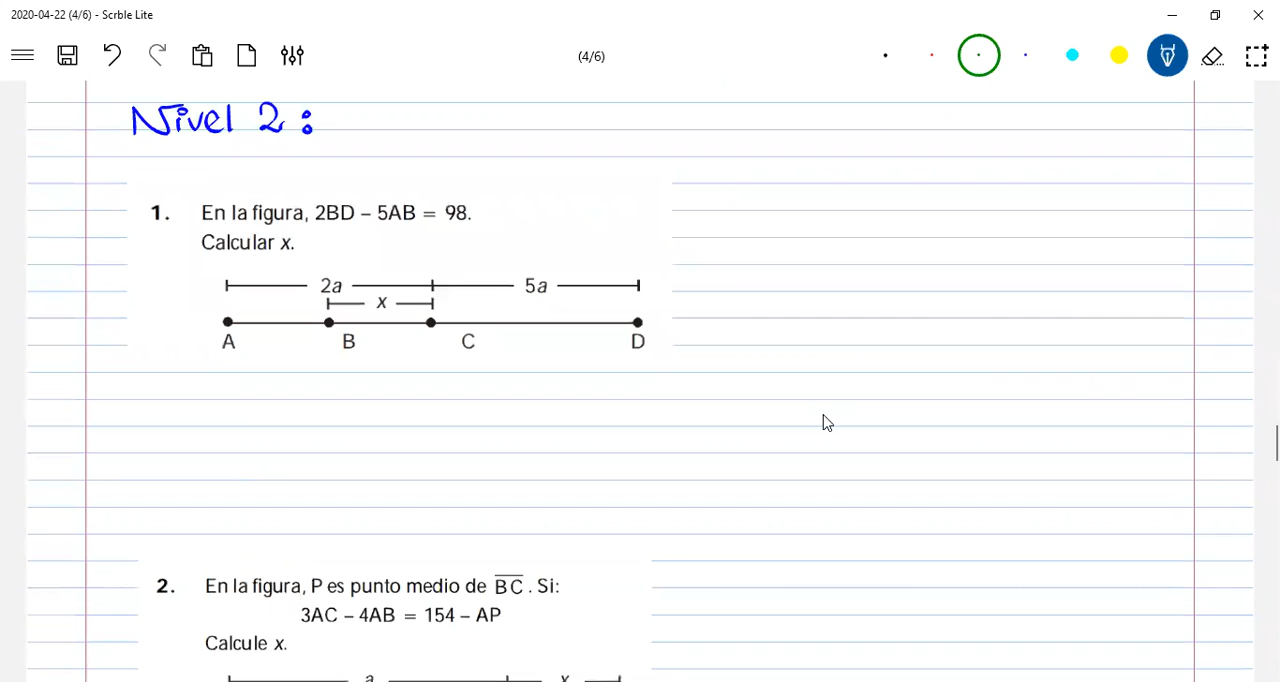 2020-04-22 (4/6) - Scrble Lite
(4/6)
Nivel 2:
1. En la figura, 2BD – 5AB = 98.
Calcular x.
2a 5a
x
A B C D
2. En la figura, P es punto medio de \overline{BC}. Si:
3AC – 4AB = 154 – AP
Calcule x.
a x